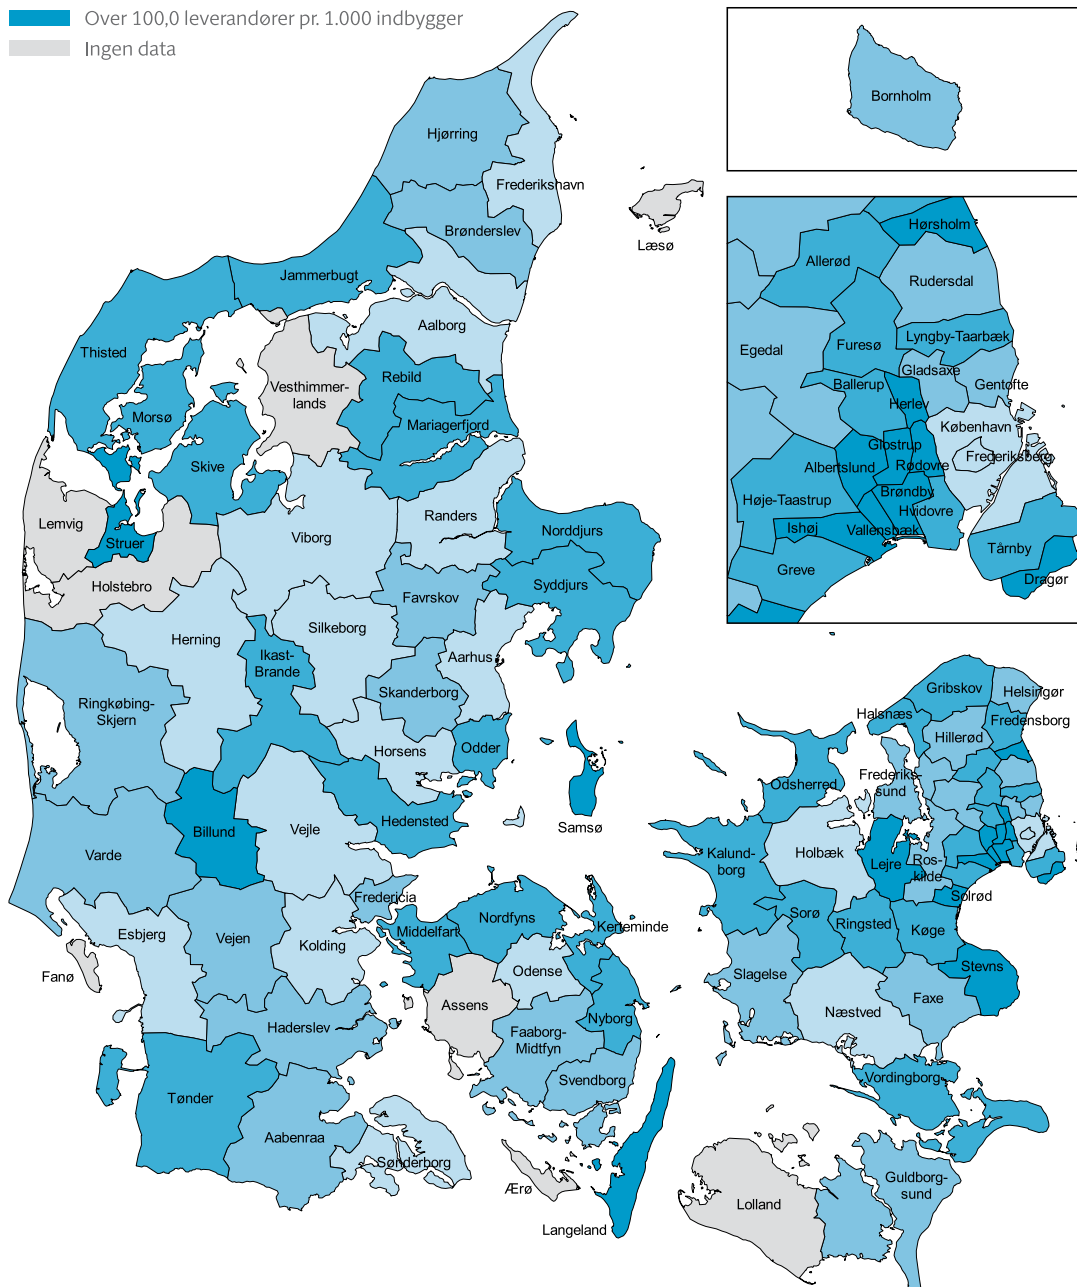 Over 100,0 leverandører pr. 1.000 indbygger
Ingen data
Bornholm
Hjørring
Frederikshavn
Brønderslev
Læsø
Jammerbugt
Aalborg
Thisted
Vesthimmer-
lands
Rebild
Morsø
Mariagerfjord
Skive
Lemvig
Struer
Viborg
Randers
Norddjurs
Holstebro
Syddjurs
Favrskov
Herning
Silkeborg
Ikast-
Brande
Aarhus
Ringkøbing-
Skjern
Skanderborg
Horsens
Odder
Hedensted
Samsø
Billund
Vejle
Varde
Fredericia
Esbjerg
Vejen
Kolding
Middelfart
Nordfyns
Kerteminde
Fanø
Odense
Assens
Haderslev
Faaborg-
Midtfyn
Nyborg
Svendborg
Tønder
Aabenraa
Sønderborg
Ærø
Langeland
Hørsholm
Allerød
Rudersdal
Egedal
Furesø
Lyngby-Taarbæk
Gladsaxe
Ballerup
Gentofte
Herlev
København
Glostrup
Frederiksberg
Albertslund
Rødovre
Høje-Taastrup
Brøndby
Hvidovre
Ishøj
Vallensbæk
Greve
Tårnby
Dragør
Gribskov
Helsingør
Halsnæs
Fredensborg
Hillerød
Frederiks-
sund
Odsherred
Kalund-
borg
Holbæk
Lejre
Ros-
kilde
Solrød
Sorø
Ringsted
Køge
Slagelse
Stevns
Næstved
Faxe
Vordingborg
Guldborg-
sund
Lolland